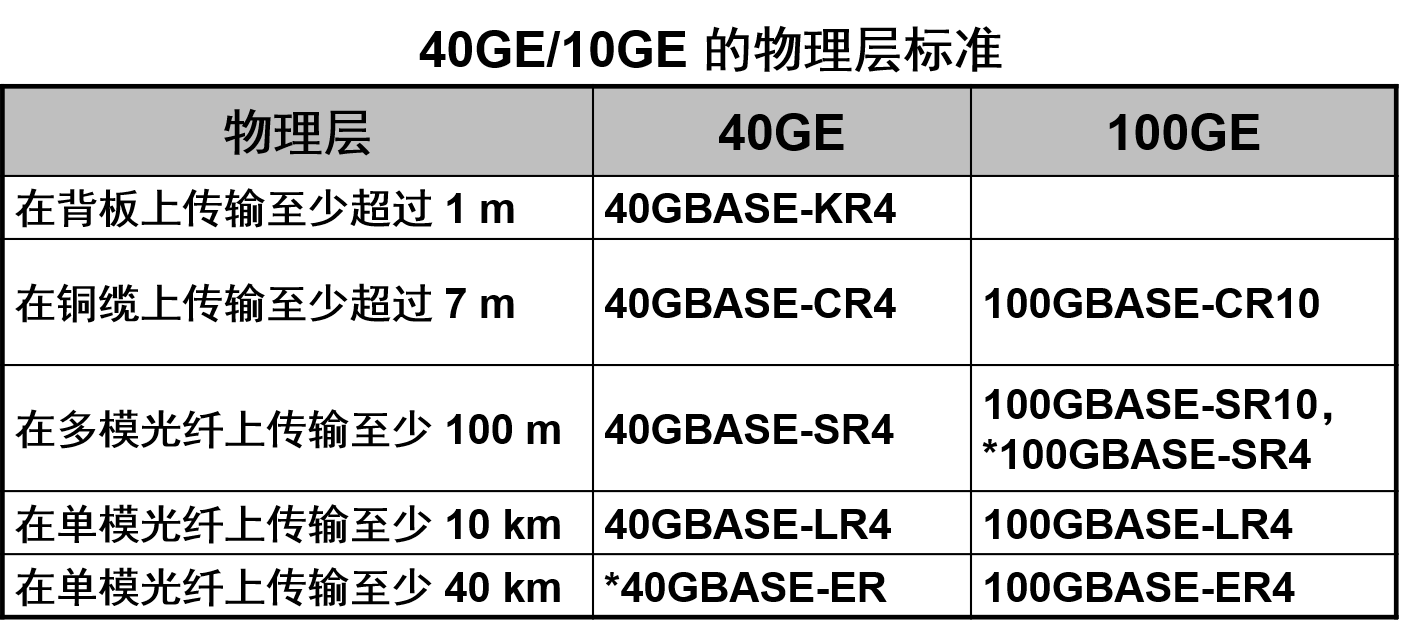 40GE/10GE 的物理层标准
物理层 40GE 100GE
在背板上传输至少超过 1 m 40GBASE-KR4
在铜缆上传输至少超过 7 m 40GBASE-CR4 100GBASE-CR10
在多模光纤上传输至少 100 m 40GBASE-SR4 100GBASE-SR10，
*100GBASE-SR4
在单模光纤上传输至少 10 km 40GBASE-LR4 100GBASE-LR4
在单模光纤上传输至少 40 km *40GBASE-ER 100GBASE-ER4